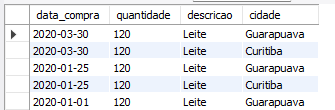 data_compra quantidade descricao cidade
2020-03-30 120 Leite Guarapuava
2020-03-30 120 Leite Curitiba
2020-01-25 120 Leite Guarapuava
2020-01-25 120 Leite Curitiba
2020-01-01 120 Leite Guarapuava